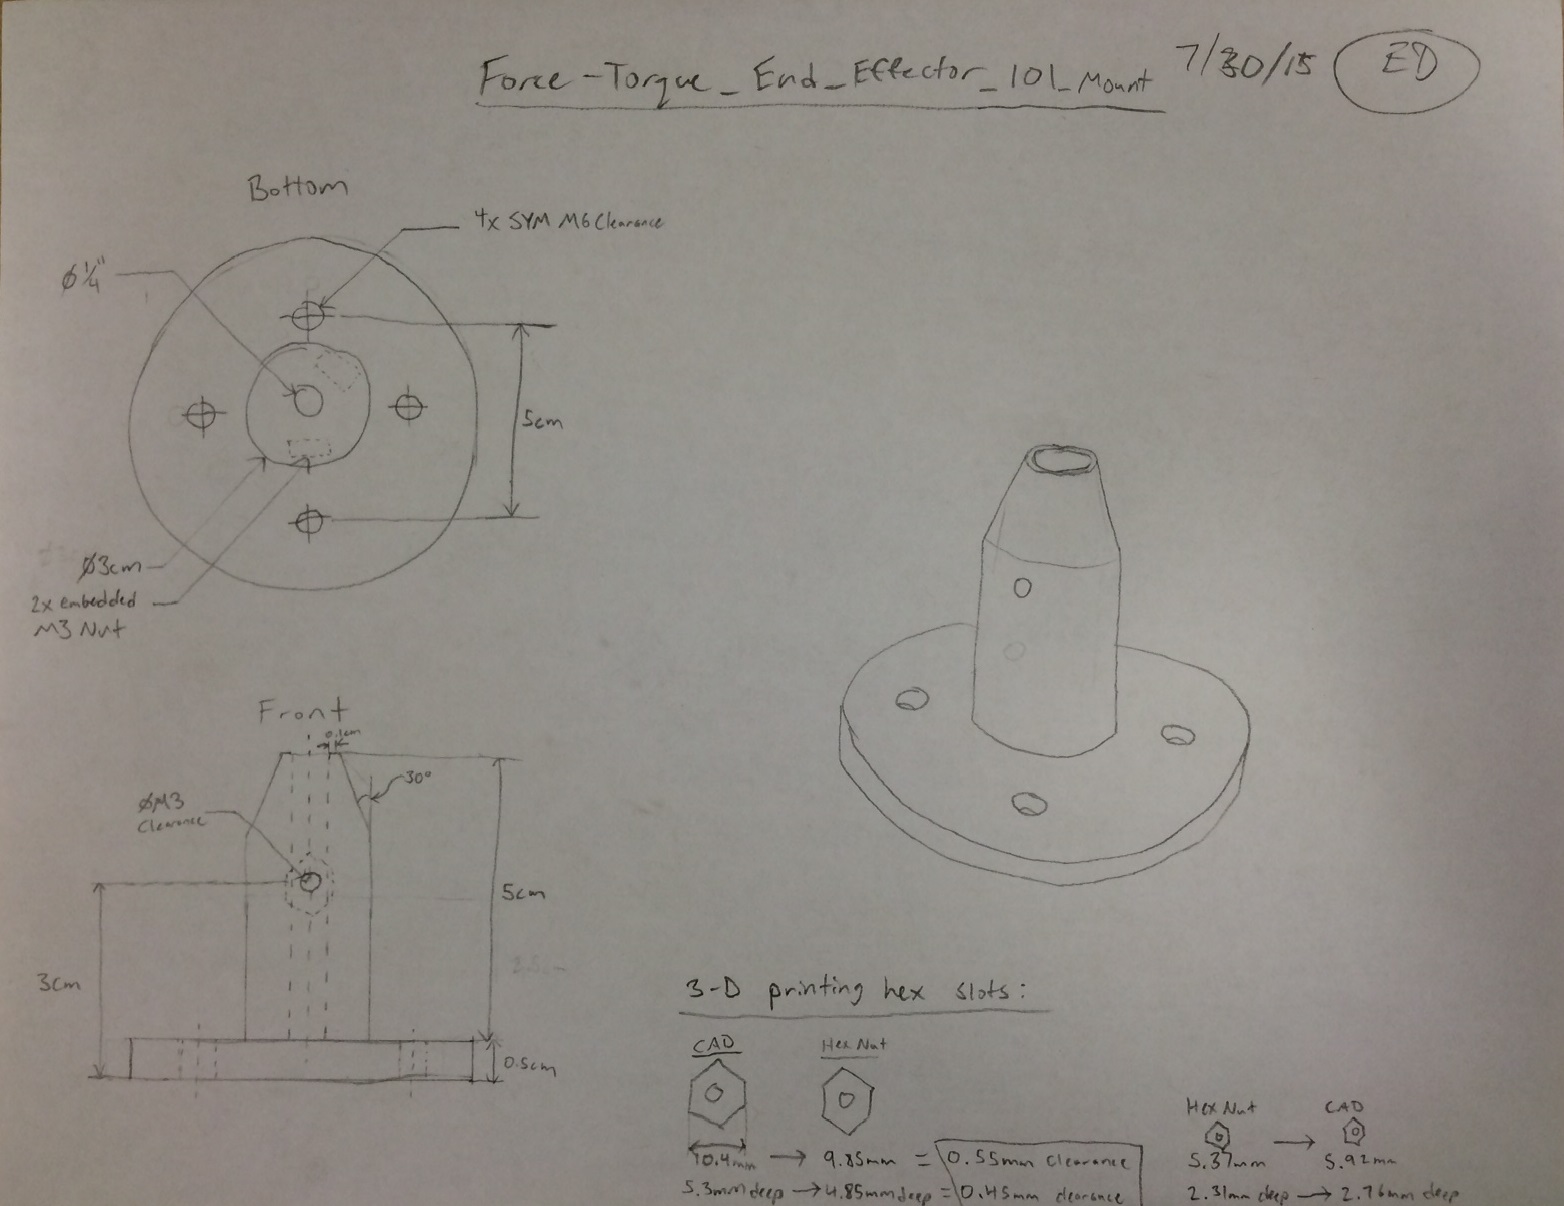 Force-Torque_End_Effector_101_Mount 7/30/15 ED
Bottom
Ø 1/4"
4x SYM M6 Clearance
5cm
Ø3cm
2x embedded
M3 Nut
Front
0.1cm
30°
ØM3
Clearance
3cm
5cm
0.5cm
3-D printing hex slots:
CAD
Hex Nut
10.4mm → 9.85mm = 0.55mm clearance
5.3mm deep → 4.85mm deep = 0.45mm clearance
Hex Nut
CAD
5.37mm → 5.92mm
2.31mm deep → 2.76mm deep